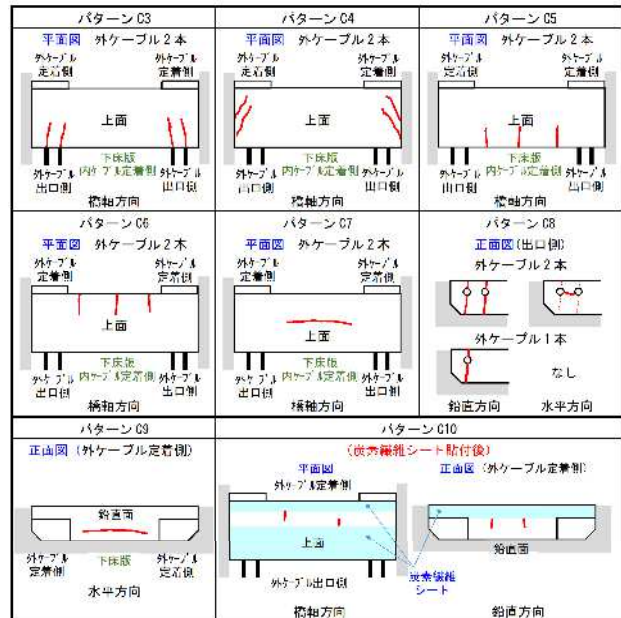 パターン C3
平面図 外ケーブル2本
外ケーブル
定着側
外ケーブル
定着側
上面
外ケーブル
出口側
下床版
内ケーブル定着側
外ケーブル
出口側
橋軸方向
パターン C4
平面図 外ケーブル2本
外ケーブル
定着側
外ケーブル
定着側
上面
外ケーブル
出口側
下床版
内ケーブル定着側
外ケーブル
出口側
橋軸方向
パターン C5
平面図 外ケーブル2本
外ケーブル
定着側
外ケーブル
定着側
上面
外ケーブル
出口側
下床版
内ケーブル定着側
外ケーブル
出口側
橋軸方向
パターン C6
平面図 外ケーブル2本
外ケーブル
定着側
外ケーブル
定着側
上面
外ケーブル
出口側
下床版
内ケーブル定着側
外ケーブル
出口側
橋軸方向
パターン C7
平面図 外ケーブル2本
外ケーブル
定着側
外ケーブル
定着側
上面
外ケーブル
出口側
下床版
内ケーブル定着側
外ケーブル
出口側
橋軸方向
パターン C8
正面図(出口側)
外ケーブル2本
外ケーブル1本
なし
鉛直方向 水平方向
パターン C9
正面図 (外ケーブル定着側)
鉛直面
外ケーブル
定着側
下床版
外ケーブル
定着側
水平方向
パターン C10
(炭素繊維シート貼付後)
平面図
外ケーブル定着側
上面
外ケーブル出口側
橋軸方向
正面図 (外ケーブル定着側)
鉛直面
炭素繊維
シート
鉛直方向